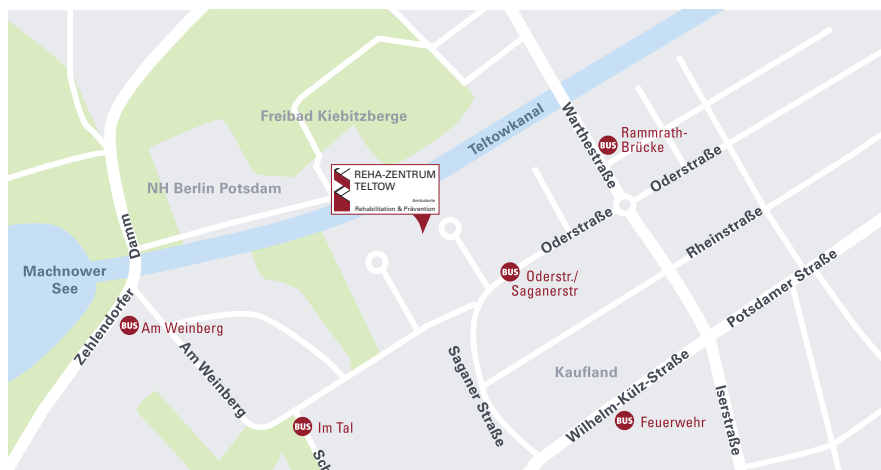 Freibad Kiebitzberge
Teltowkanal
Warthestraße
BUS
Rammrath-
Brücke
Oderstraße
REHA-ZENTRUM
TELTOW
Ambulante
Rehabilitation & Prävention
NH Berlin Potsdam
Oderstraße
Rheinstraße
Zehlendorfer Damm
Machnower
See
BUS
Oderstr./
Saganerstr
Potsdamer Straße
BUS
Am Weinberg
Am Weinberg
Saganer Straße
Kaufland
Wilhelm-Külz-Straße
Iserstraße
BUS
Im Tal
BUS
Feuerwehr
Sch